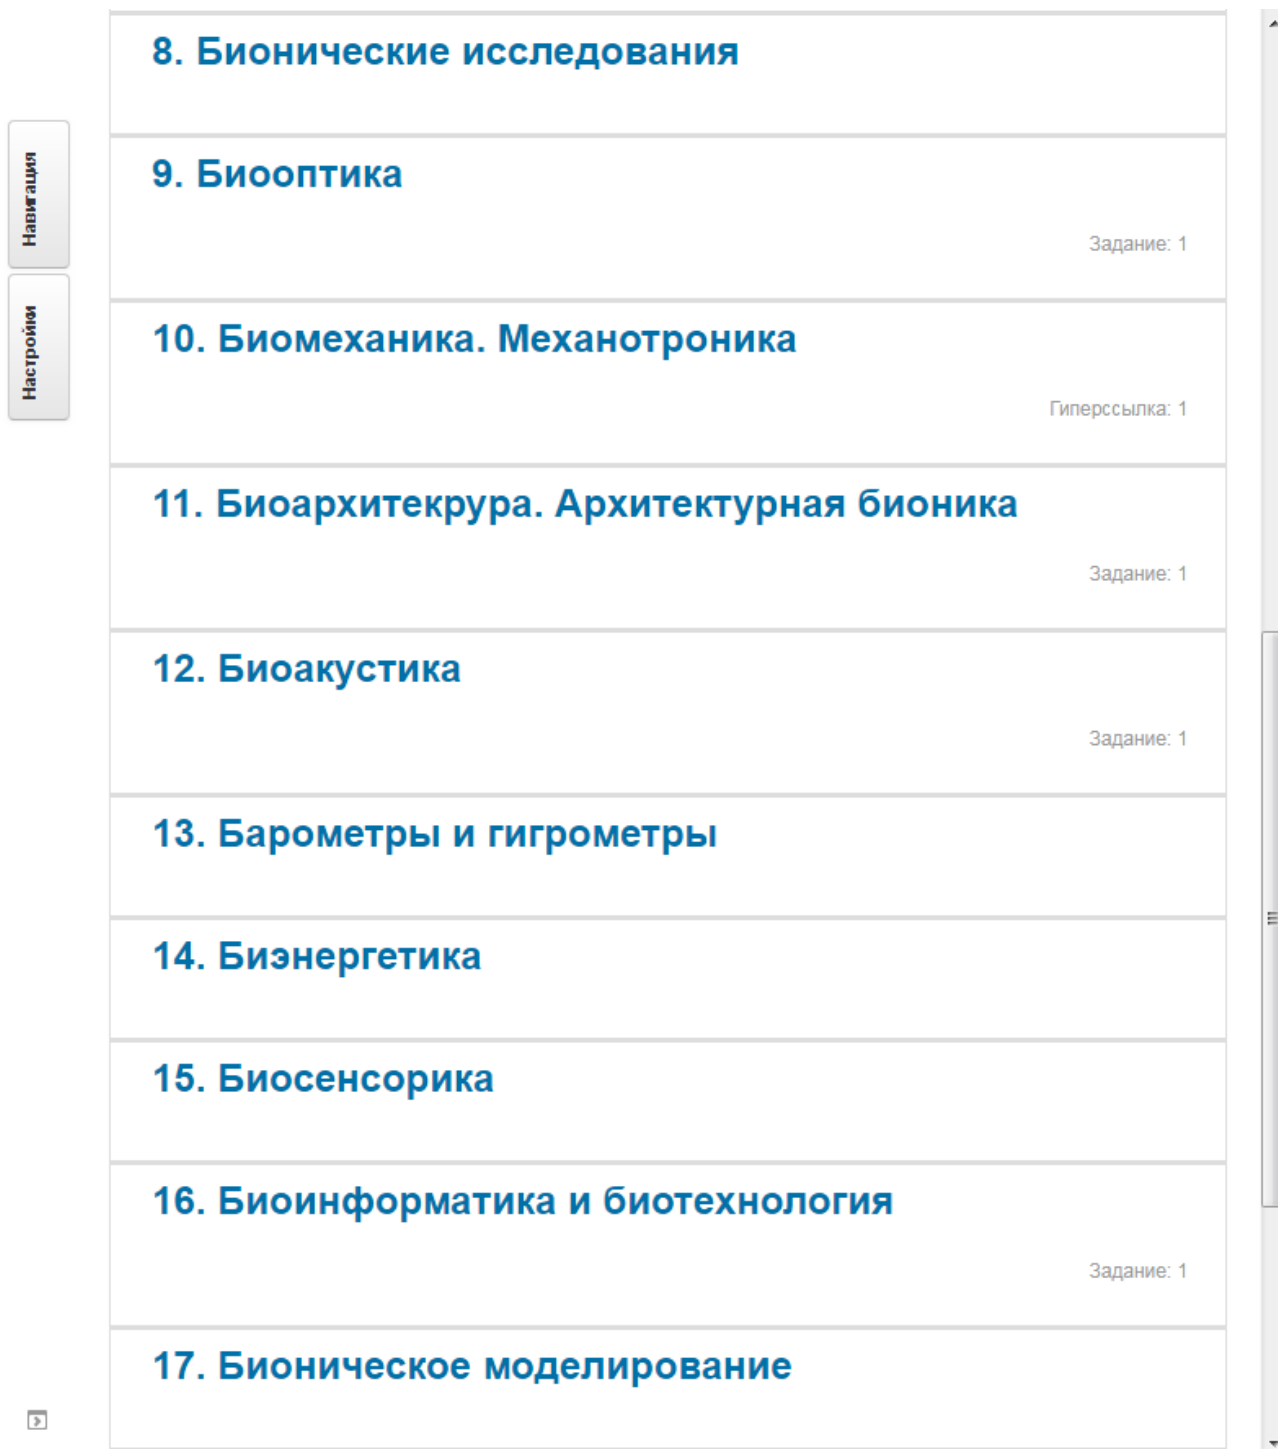 8. Бионические исследования
Навигация
9. Биооптика
Задание: 1
Настройки
10. Биомеханика. Механотроника
Гиперссылка: 1
11. Биоархитекрура. Архитектурная бионика
Задание: 1
12. Биоакустика
Задание: 1
13. Барометры и гигрометры
14. Биэнергетика
15. Биосенсорика
16. Биоинформатика и биотехнология
Задание: 1
17. Бионическое моделирование